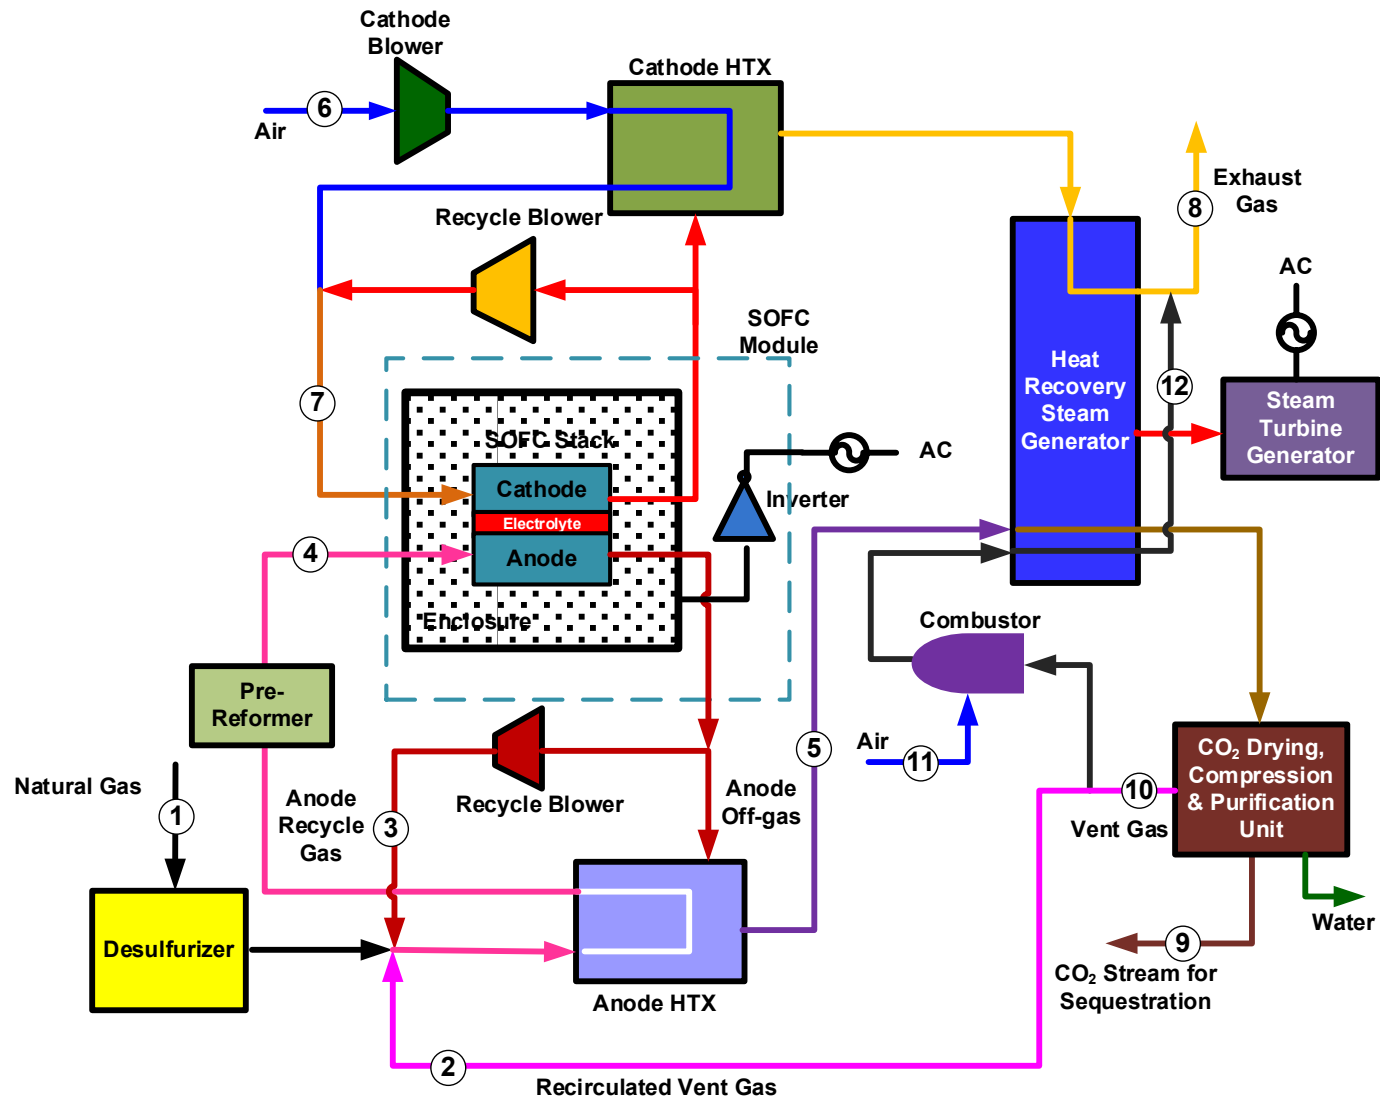 Cathode
Blower
Cathode HTX
6
Air
Exhaust
Gas
8
Recycle Blower
AC
SOFC
Module
Heat
Recovery
Steam
Generator
12
7
Steam
Turbine
Generator
SOFC Stack
AC
Cathode
Inverter
Electrolyte
4
Anode
Enclosure
Combustor
Pre-
Reformer
5
Air
11
CO₂ Drying,
Compression
& Purification
Unit
10
Vent Gas
Natural Gas
1
Anode
Recycle
Gas
3
Recycle Blower
Anode
Off-gas
Desulfurizer
Water
9
CO₂ Stream for
Sequestration
Anode HTX
2
Recirculated Vent Gas